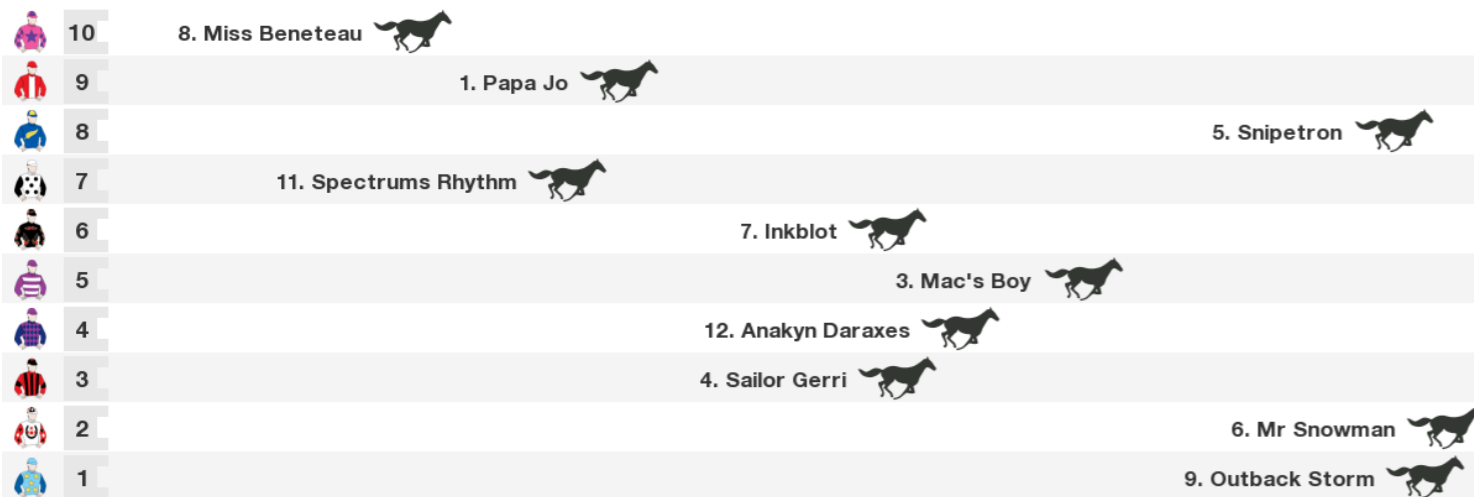 10 8. Miss Beneteau
9 1. Papa Jo
8 5. Snipetron
7 11. Spectrums Rhythm
6 7. Inkblot
5 3. Mac's Boy
4 12. Anakyn Daraxes
3 4. Sailor Gerri
2 6. Mr Snowman
1 9. Outback Storm